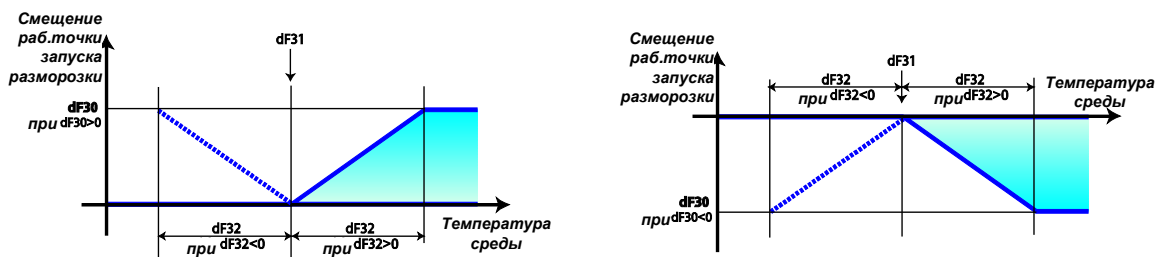 Смещение
раб.точки
запуска
разморозки
dF31
dF30
при dF30>0
dF32
при dF32<0
dF32
при dF32>0
Температура
среды
Смещение
раб.точки
запуска
разморозки
dF31
dF32
при dF32<0
dF32
при dF32>0
Температура
среды
dF30
при dF30<0